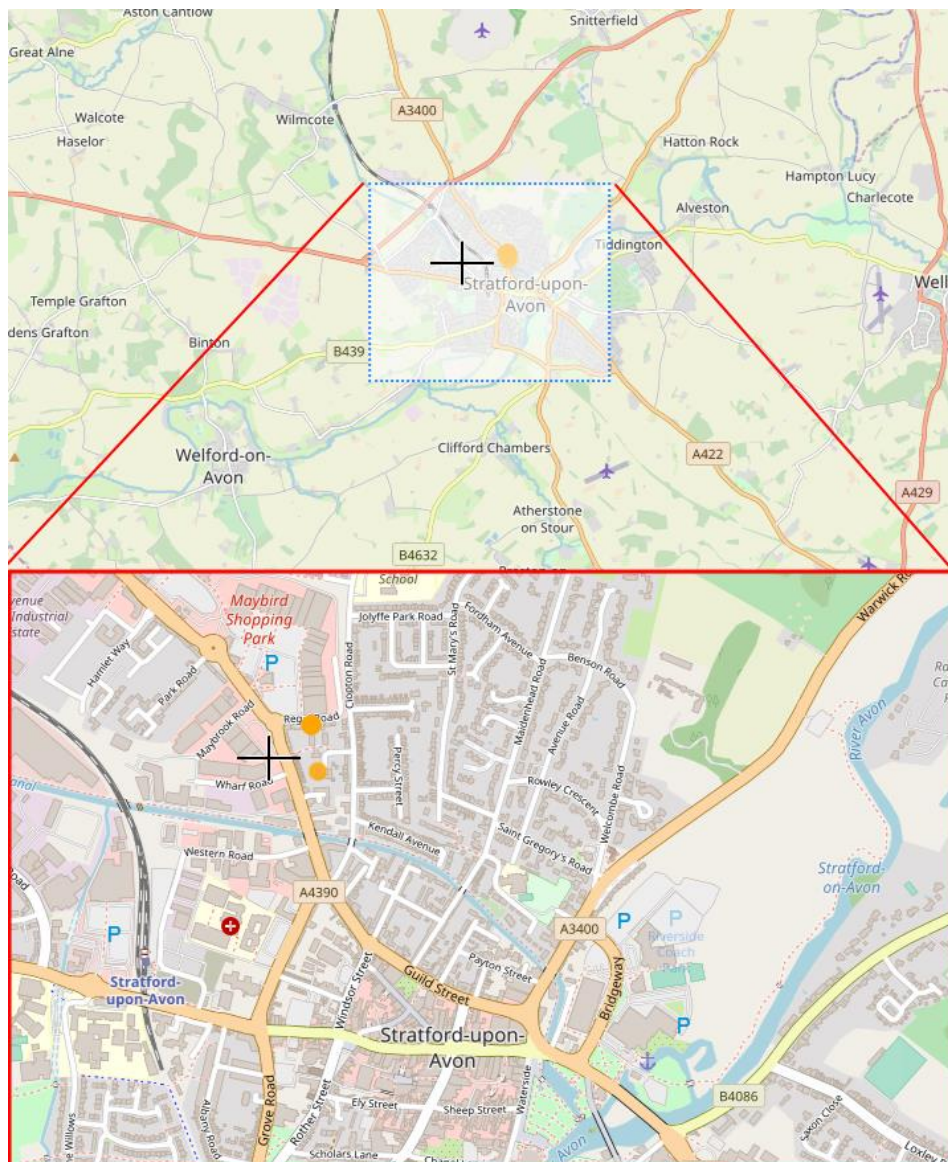 Aston Cantlow
Snitterfield
Great Alne
A3400
Walcote
Wilmcote
Haselor
Hatton Rock
Hampton Lucy
Charlecote
Alveston
Tiddington
Temple Grafton
Well
Stratford-upon-
Avon
dens Grafton
Binton
B439
Clifford Chambers
Welford-on-
Avon
A422
A429
Atherstone
on Stour
B4632
School
Maybird
Shopping
Park
Jolyffe Park Road
St Mary's Road
Fordham Avenue
Warwick Ro
venue
Industrial
state
Hamlet Way
Park Road
Clopton Road
Benson Road
Maidenhead Road
Avenue Road
P
Maybrook Road
Percy Street
River Avon
Wharf Road
Rowley Crescent
Welcombe Road
anal
Kendall Avenue
Saint Gregory's Road
Western Road
Stratford-
on-Avon
Road
A4390
P
P
P
A3400
Riverside
Coach
Park
Windsor Street
Payton Street
Stratford-
upon-Avon
Guild Street
Bridgeway
P
Stratford-upon-
Avon
B4086
Grove Road
Albany Road
Rother Street
Ely Street
Sheep Street
Waterside
Saxon Close
e Willows
Scholars Lane
Avon
Loxley R